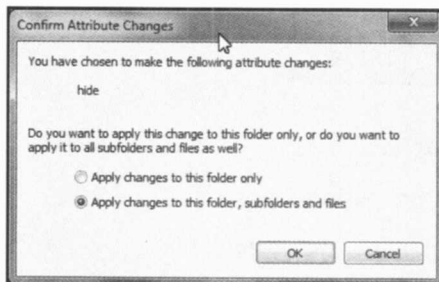 Confirm Attribute Changes
You have chosen to make the following attribute changes:
hide
Do you want to apply this change to this folder only, or do you want to
apply it to all subfolders and files as well?
Apply changes to this folder only
Apply changes to this folder, subfolders and files
OK Cancel